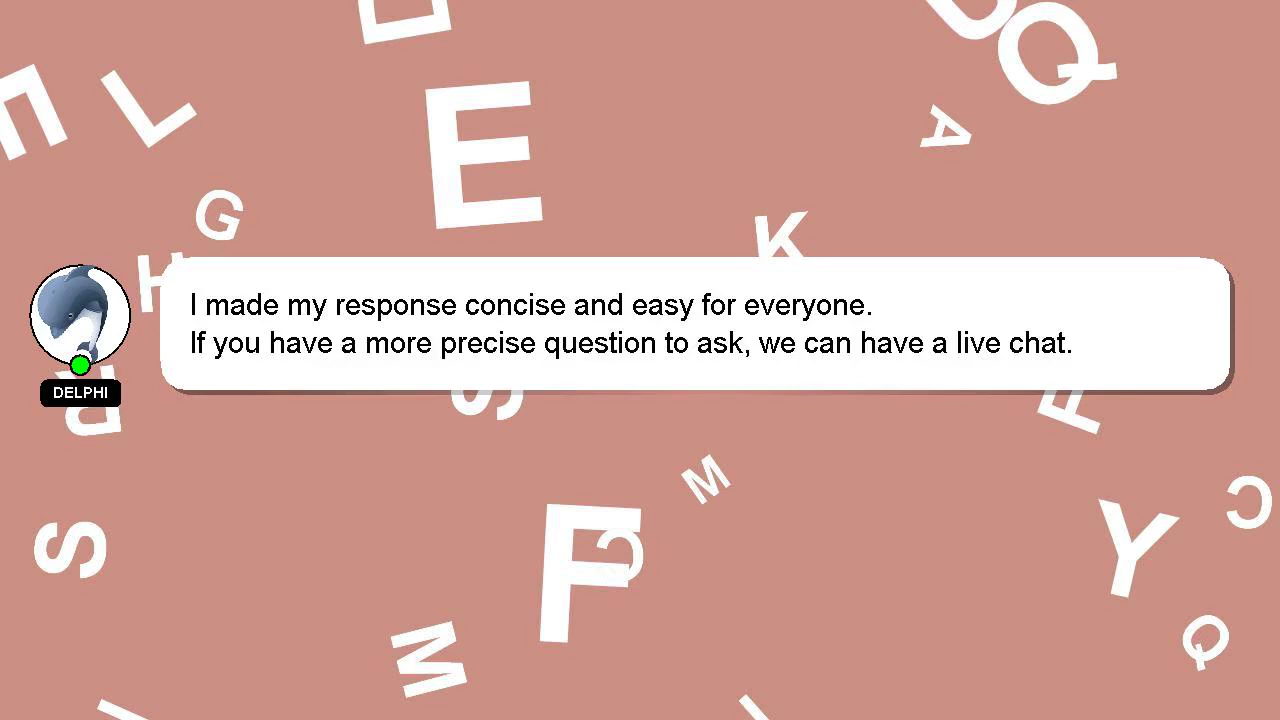 I made my response concise and easy for everyone.
If you have a more precise question to ask, we can have a live chat.
DELPHI
E
L
G
H
Q
A
K
R
S
S
F
M
G
F
Y
C
Q
M